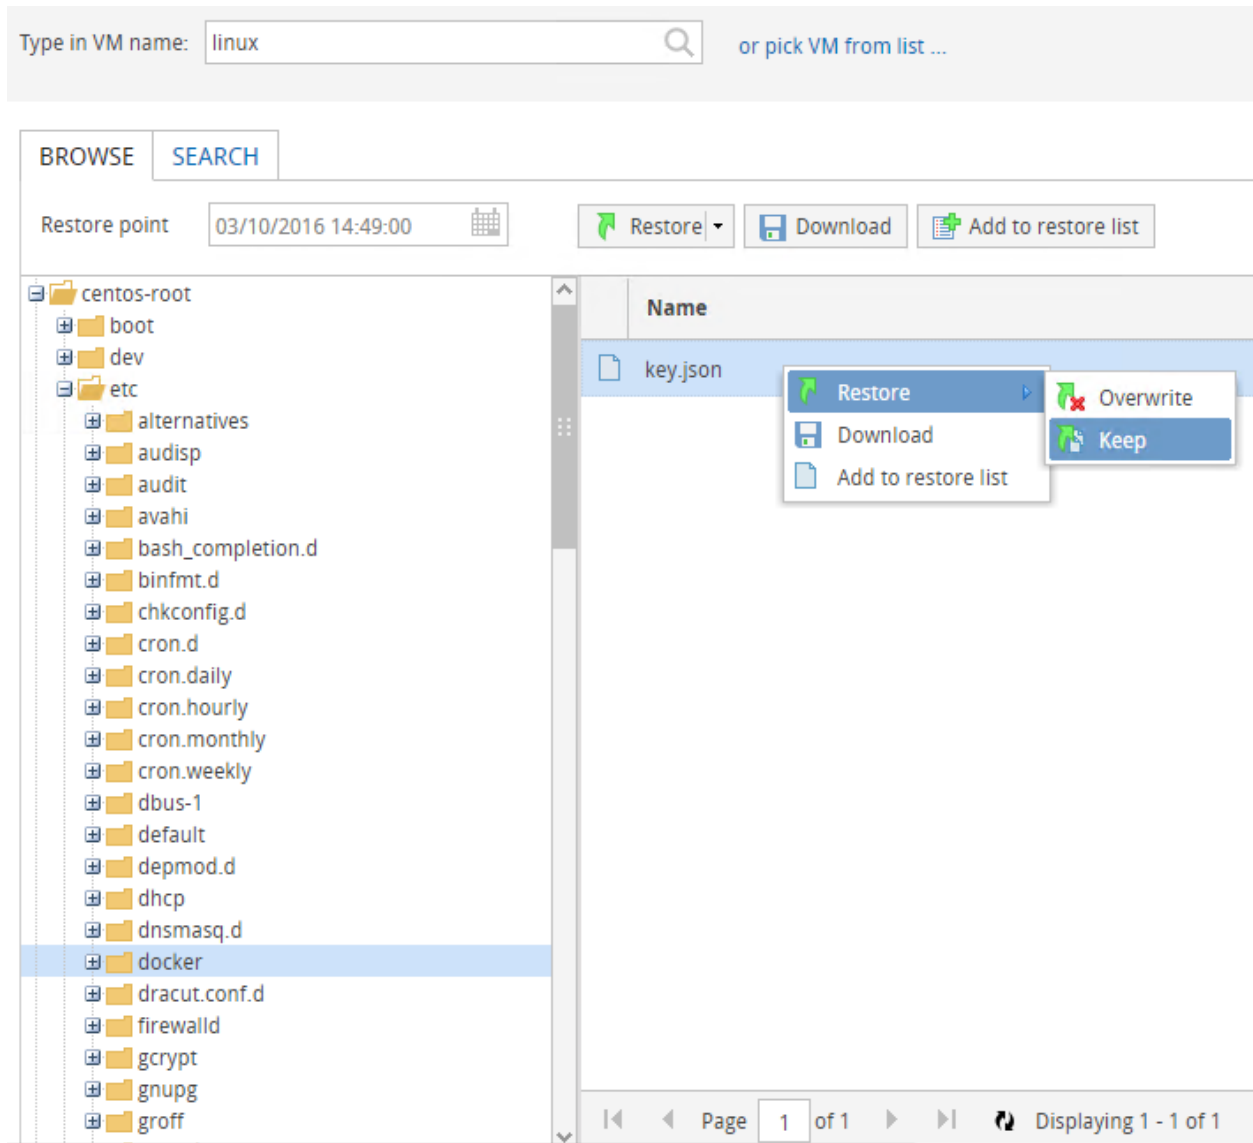 Type in VM name: linux or pick VM from list ...
BROWSE SEARCH
Restore point 03/10/2016 14:49:00 Restore Download Add to restore list
centos-root
boot
dev
etc
alternatives
audisp
audit
avahi
bash_completion.d
binfmt.d
chkconfig.d
cron.d
cron.daily
cron.hourly
cron.monthly
cron.weekly
dbus-1
default
depmod.d
dhcp
dnsmasq.d
docker
dracut.conf.d
firewalld
gcrypt
gnupg
groff
Name
key.json
Restore
Download
Add to restore list
Overwrite
Keep
Page 1 of 1 Displaying 1 - 1 of 1